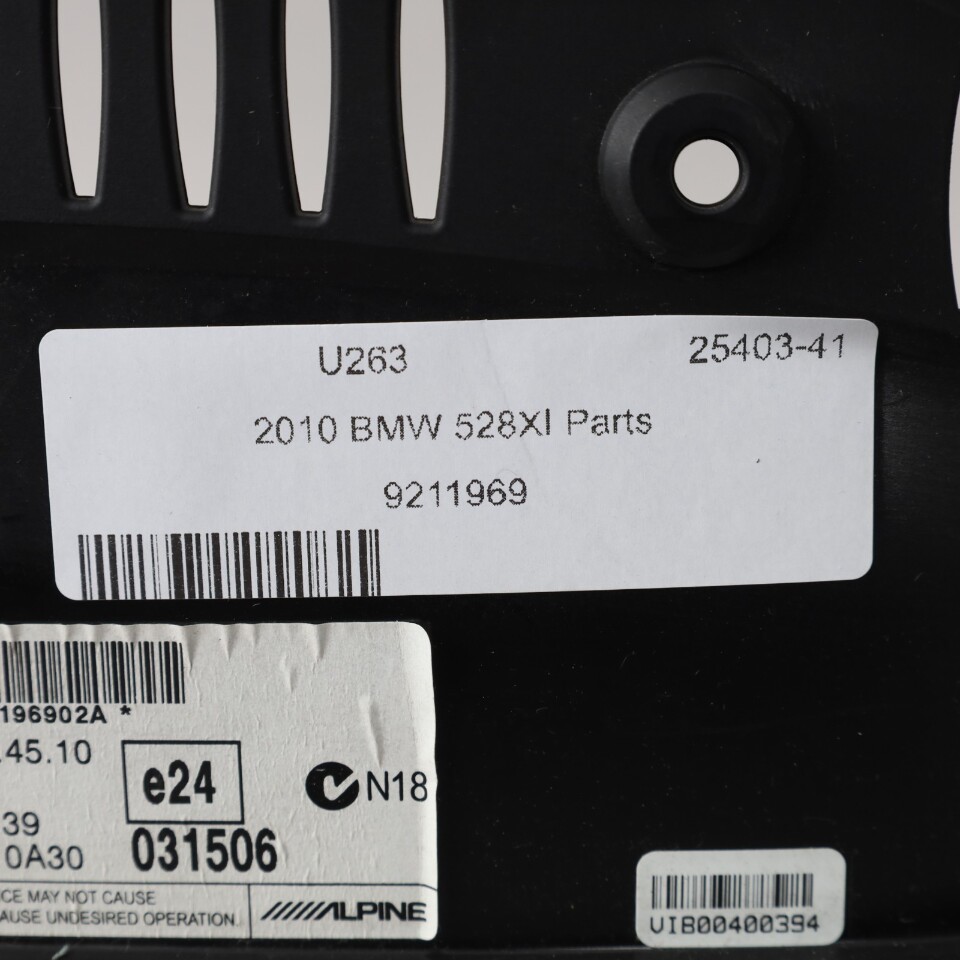 U263 25403-41
2010 BMW 528XI Parts
9211969
196902A *
.45.10
e24
N18
39
0A30 031506
CE MAY NOT CAUSE
AUSE UNDESIRED OPERATION.
ALPINE
VIB00400394